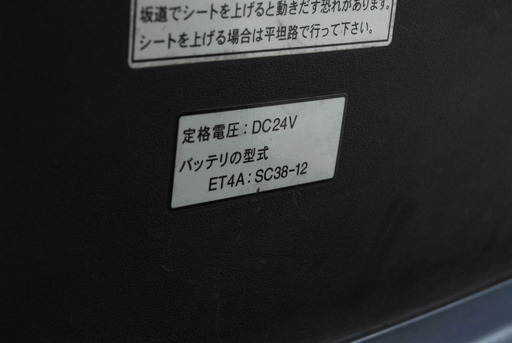 坂道でシートを上げると動きだす恐れがあります。
シートを上げる場合は平坦路で行って下さい。
定格電圧：DC24V
バッテリの型式
ET4A：SC38-12